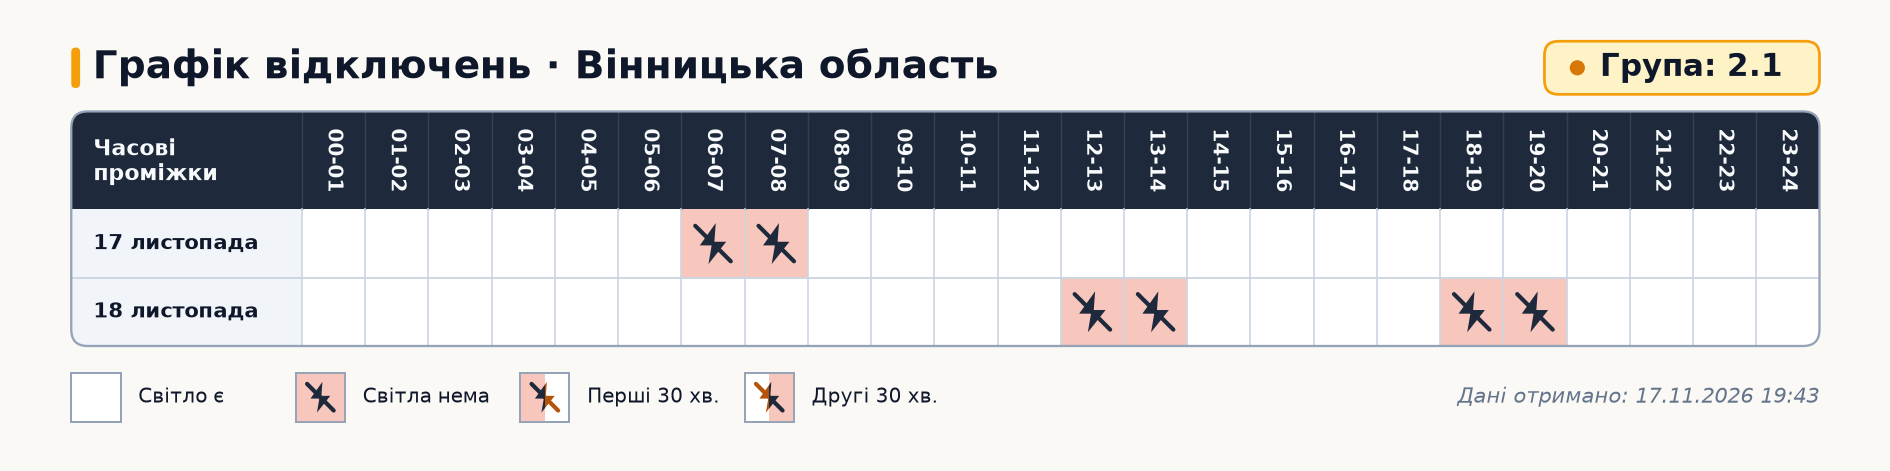 Графік відключень · Вінницька область
Група: 2.1
Часові
проміжки
00-01 01-02 02-03 03-04 04-05 05-06 06-07 07-08 08-09 09-10 10-11 11-12 12-13 13-14 14-15 15-16 16-17 17-18 18-19 19-20 20-21 21-22 22-23 23-24
17 листопада
18 листопада
Світло є
Світла нема
Перші 30 хв.
Другі 30 хв.
Дані отримано: 17.11.2026 19:43